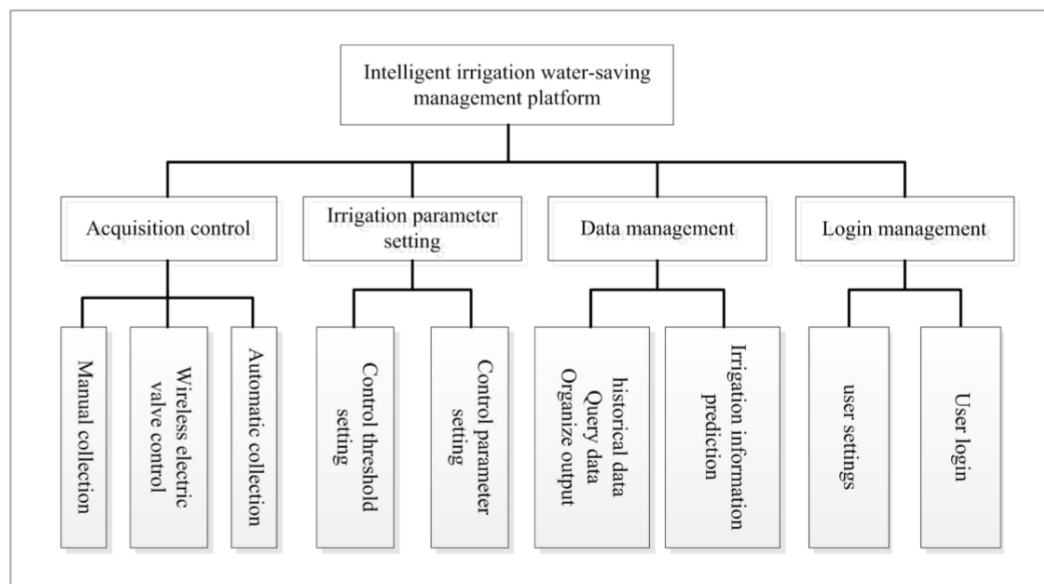 Intelligent irrigation water-saving
management platform
Acquisition control
Irrigation parameter
setting
Data management
Login management
Manual collection
Wireless electric
valve control
Automatic collection
Control threshold
setting
Control parameter
setting
historical data
Query data
Organize output
Irrigation information
prediction
user settings
User login